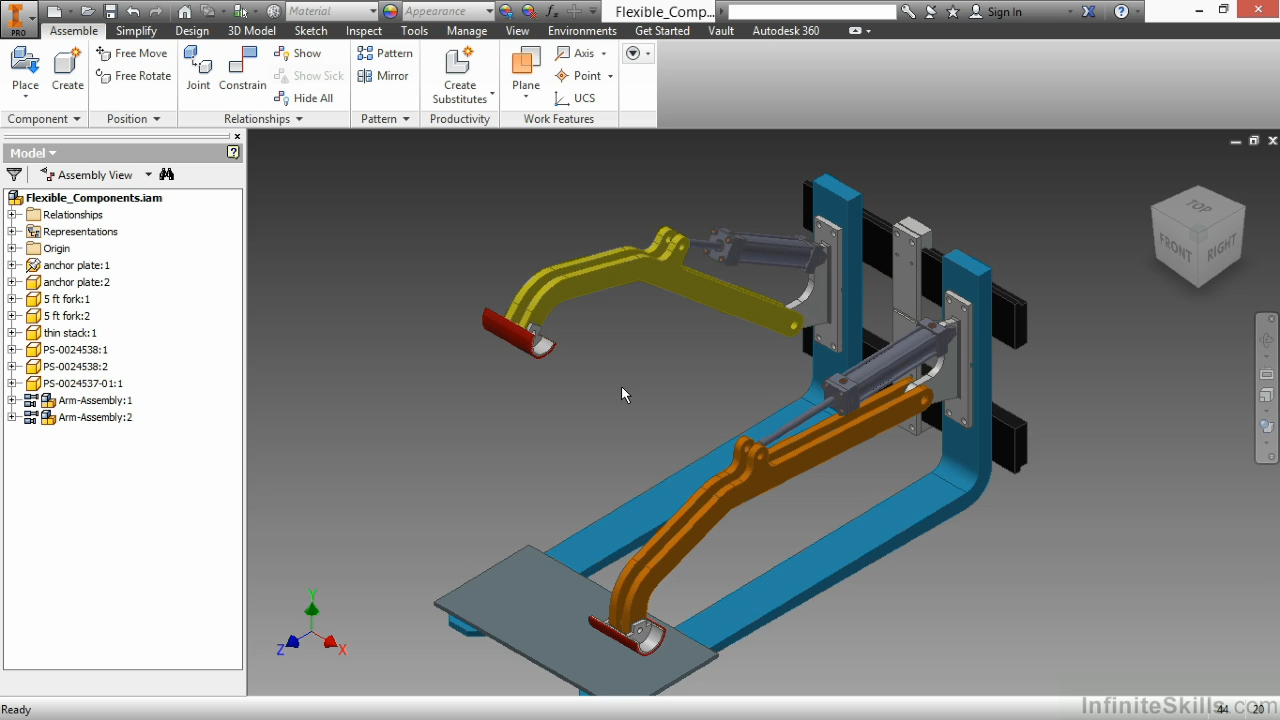 Material
Appearance
Flexible_Comp...
Sign In
PRO
Assemble Simplify Design 3D Model Sketch Inspect Tools Manage View Environments Get Started Vault Autodesk 360
Place
Create
Free Move
Free Rotate
Joint
Constrain
Show
Show Sick
Hide All
Pattern
Mirror
Create
Substitutes
Plane
Axis
Point
UCS
Component Position Relationships Pattern Productivity Work Features
Model
Assembly View
Flexible_Components.iam
Relationships
Representations
Origin
anchor plate:1
anchor plate:2
5 ft fork:1
5 ft fork:2
thin stack:1
PS-0024538:1
PS-0024538:2
PS-0024537-01:1
Arm-Assembly:1
Arm-Assembly:2
TOP
FRONT
RIGHT
Y
Z
X
Ready
44
20
InfiniteSkills.com